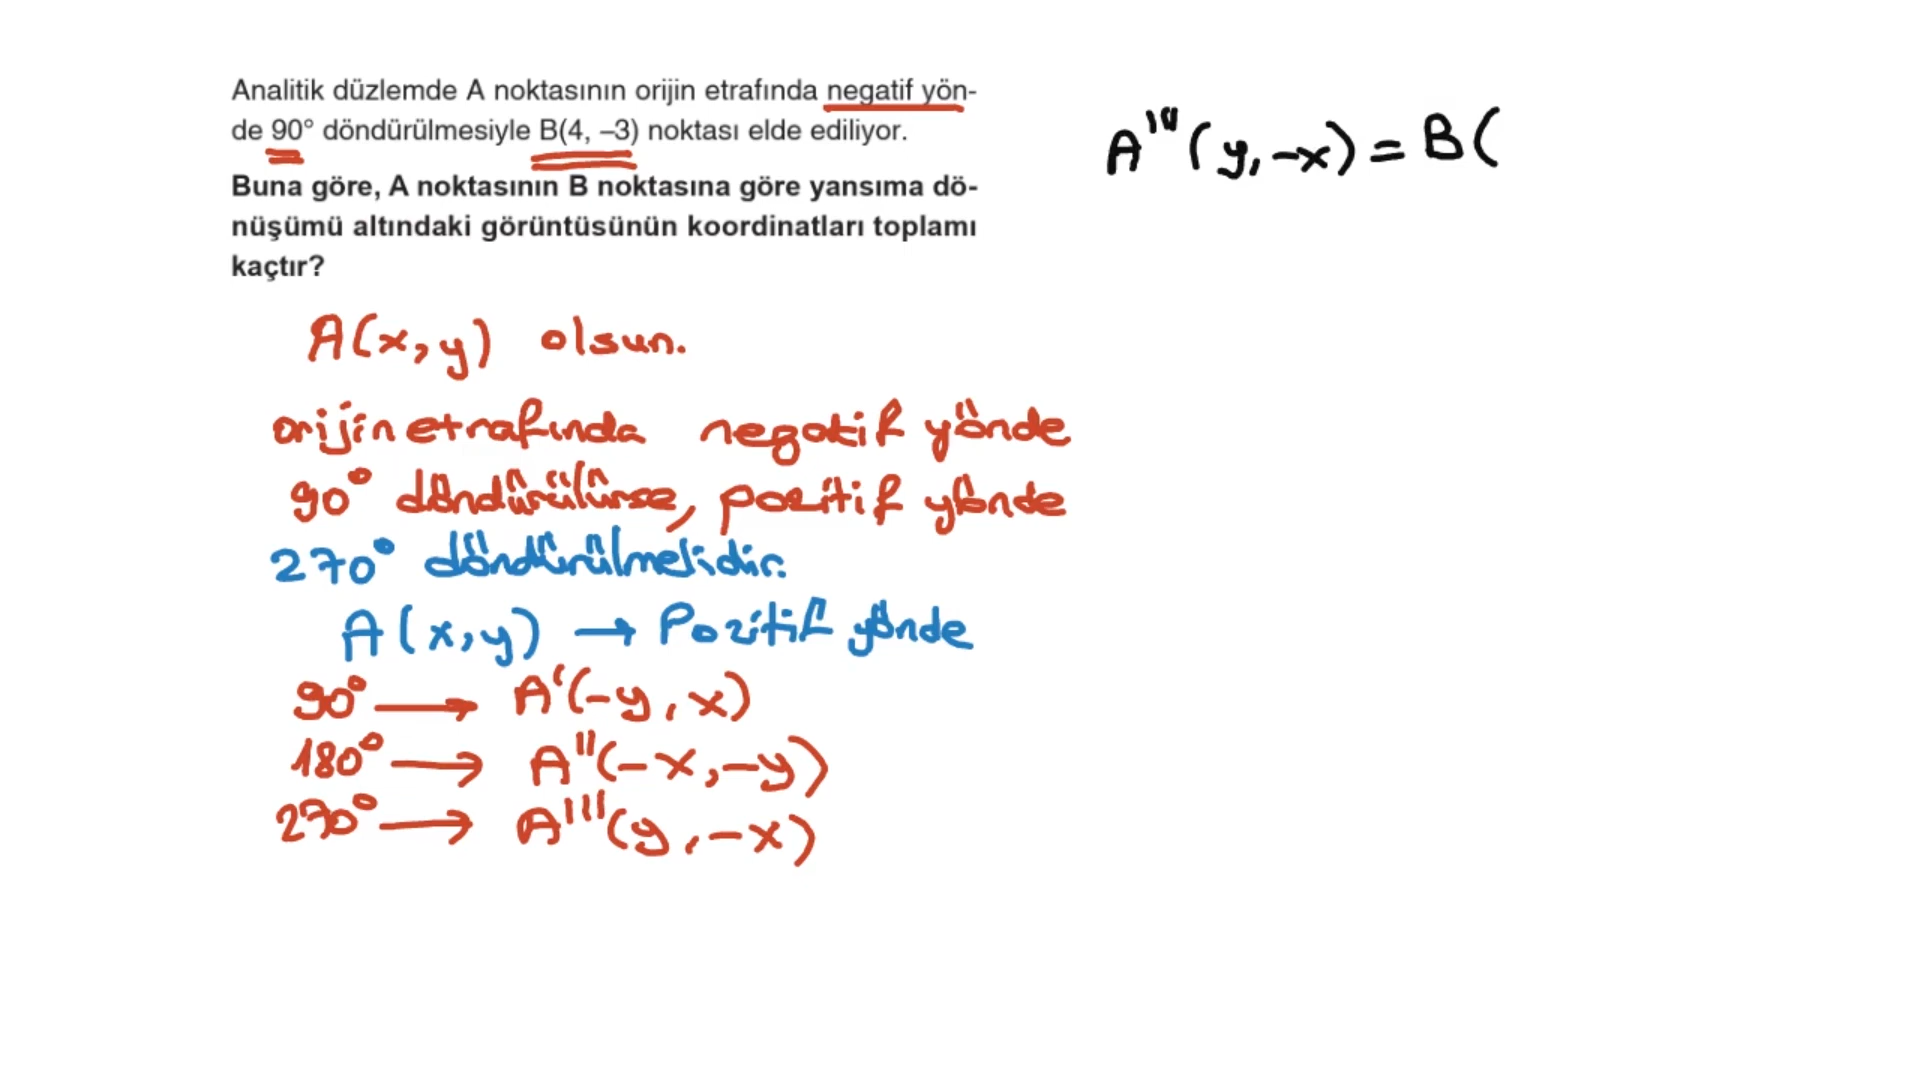 Analitik düzlemde A noktasının orijin etrafında negatif yön-
de 90° döndürülmesiyle B(4, –3) noktası elde ediliyor.
Buna göre, A noktasının B noktasına göre yansıma dö-
nüşümü altındaki görüntüsünün koordinatları toplamı
kaçtır?
A(x,y) olsun.
orijin etrafında negatif yönde
90° döndürülürse, pozitif yönde
270° döndürülmelidir.
A(x,y) → Pozitif yönde
90° → A'(-y, x)
180° → A''(-x,-y)
270° → A'''(y,-x)
A'''(y,-x) = B(